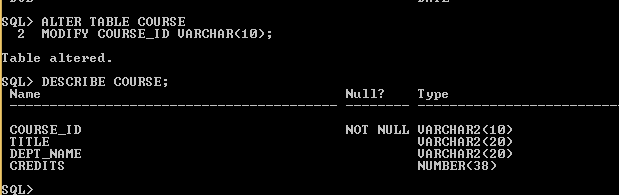 SQL> ALTER TABLE COURSE
2 MODIFY COURSE_ID VARCHAR(10);
Table altered.
SQL> DESCRIBE COURSE;
Name Null? Type
----------------------------------------- -------- ----------------------------
COURSE_ID NOT NULL VARCHAR2(10)
TITLE VARCHAR2(20)
DEPT_NAME VARCHAR2(20)
CREDITS NUMBER(38)
SQL>